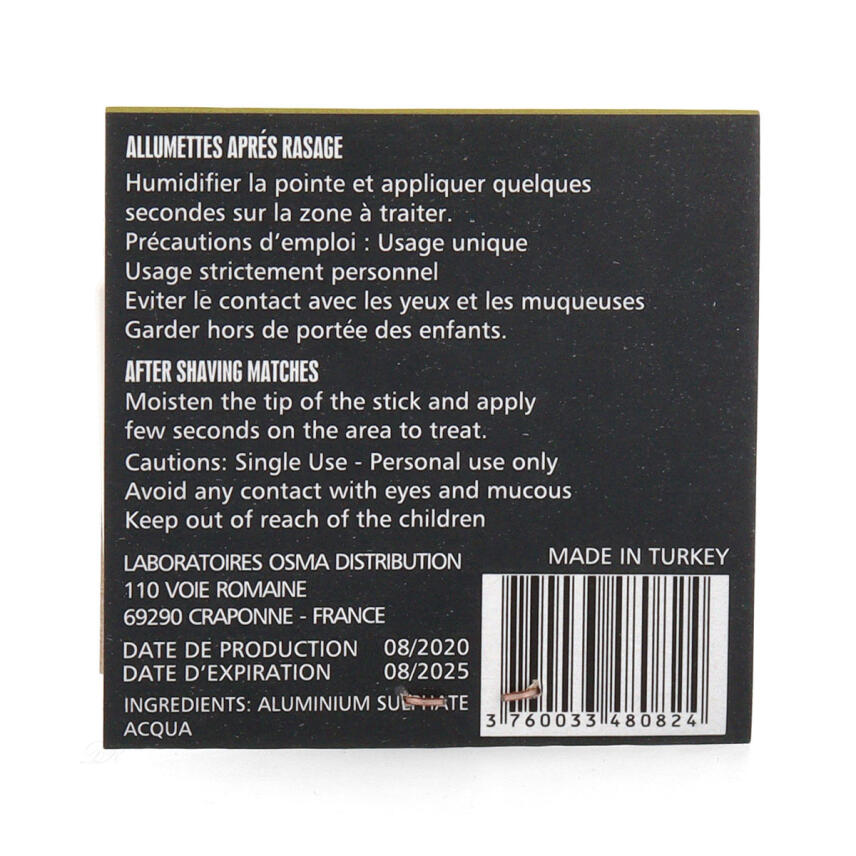 ALLUMETTES APRÉS RASAGE
Humidifier la pointe et appliquer quelques
secondes sur la zone à traiter.
Précautions d'emploi : Usage unique
Usage strictement personnel
Eviter le contact avec les yeux et les muqueuses
Garder hors de portée des enfants.
AFTER SHAVING MATCHES
Moisten the tip of the stick and apply
few seconds on the area to treat.
Cautions: Single Use - Personal use only
Avoid any contact with eyes and mucous
Keep out of reach of the children
LABORATOIRES OSMA DISTRIBUTION
110 VOIE ROMAINE
69290 CRAPONNE - FRANCE
DATE DE PRODUCTION 08/2020
DATE D'EXPIRATION 08/2025
INGREDIENTS: ALUMINIUM SULPHATE
ACQUA
MADE IN TURKEY
3 760033 480824